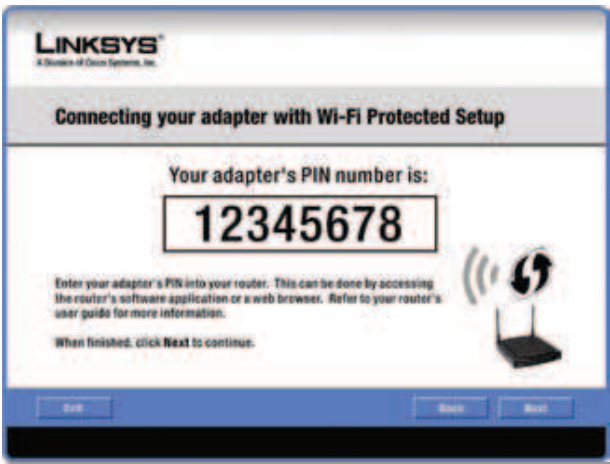 LINKSYS®
A Division of Cisco Systems, Inc.
Connecting your adapter with Wi-Fi Protected Setup
Your adapter's PIN number is:
12345678
Enter your adapter's PIN into your router. This can be done by accessing
the router's software application or a web browser. Refer to your router's
user guide for more information.
When finished, click Next to continue.
Exit
Back
Next